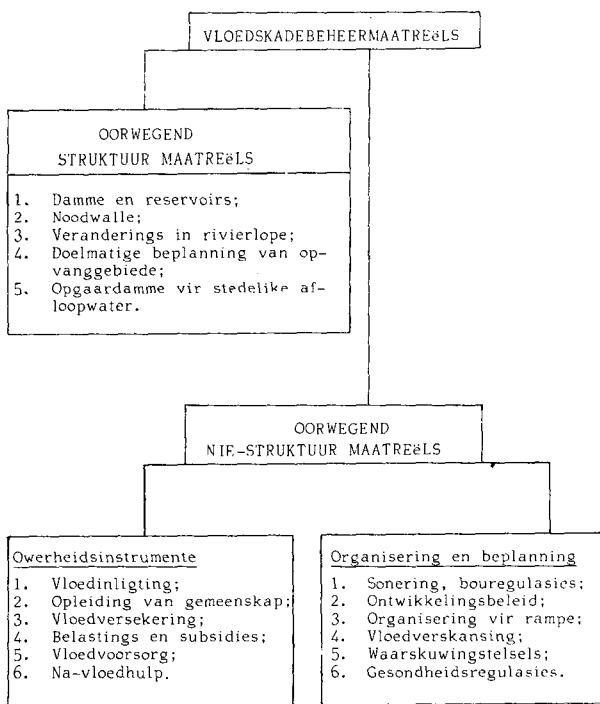 VLOEDSKADEBEHEERMAATREëLS
OORWEGEND
STRUKTUUR MAATREëLS
1. Damme en reservoirs;
2. Noodwalle;
3. Veranderings in rivierlope;
4. Doelmatige beplanning van op-
vanggebiede;
5. Opgaardamme vir stedelike af-
loopwater.
OORWEGEND
NIE-STRUKTUUR MAATREëLS
Owerheidsinstrumente
1. Vloedinligting;
2. Opleiding van gemeenskap;
3. Vloedversekering;
4. Belastings en subsidies;
5. Vloedvoorsorg;
6. Na-vloedhulp.
Organisering en beplanning
1. Sonering, bouregulasies;
2. Ontwikkelingsbeleid;
3. Organisering vir rampe;
4. Vloedverskansing;
5. Waarskuwingstelsels;
6. Gesondheidsregulasies.